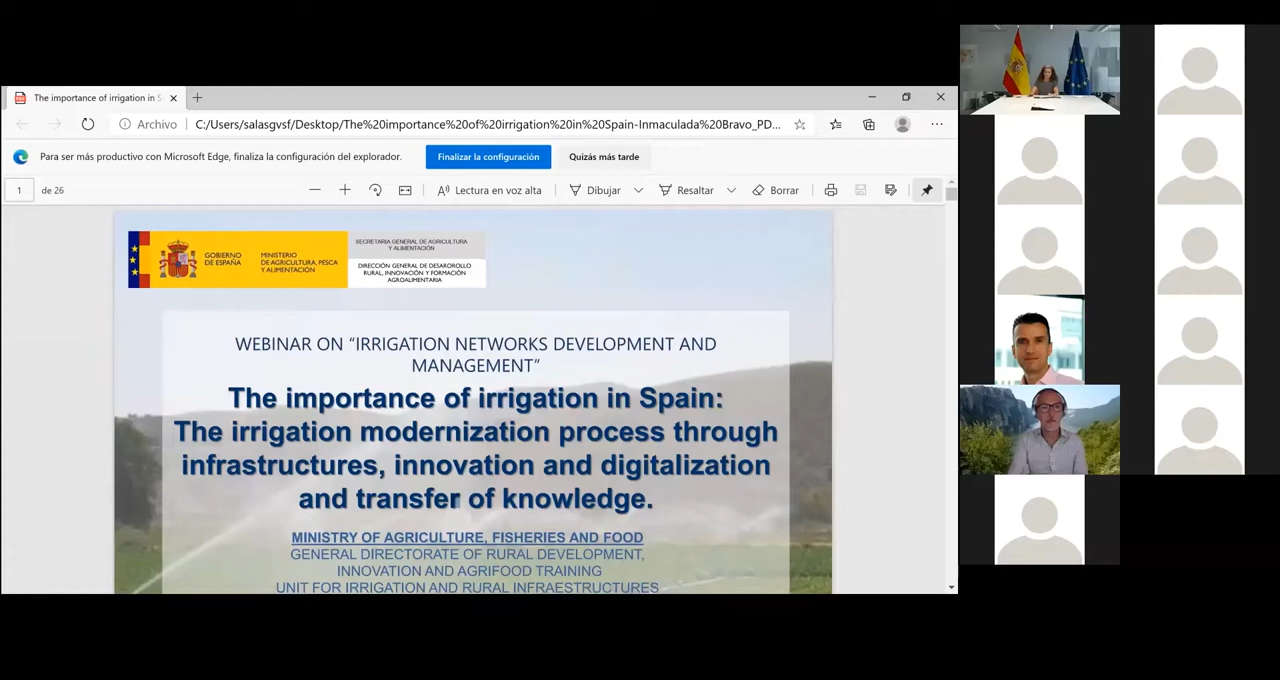 The importance of irrigation in S
Archivo
C:/Users/salasgvsf/Desktop/The%20importance%20of%20irrigation%20in%20Spain-Inmaculada%20Bravo_PD...
Para ser más productivo con Microsoft Edge, finaliza la configuración del explorador.
Finalizar la configuración
Quizás más tarde
1 de 26
Lectura en voz alta
Dibujar
Resaltar
Borrar
GOBIERNO
DE ESPAÑA
MINISTERIO
DE AGRICULTURA, PESCA
Y ALIMENTACIÓN
SECRETARIA GENERAL DE AGRICULTURA
Y ALIMENTACIÓN
DIRECCIÓN GENERAL DE DESAROROLLO
RURAL, INNOVACIÓN Y FORMACIÓN
AGROALIMENTARIA
WEBINAR ON “IRRIGATION NETWORKS DEVELOPMENT AND
MANAGEMENT”
The importance of irrigation in Spain:
The irrigation modernization process through
infrastructures, innovation and digitalization
and transfer of knowledge.
MINISTRY OF AGRICULTURE, FISHERIES AND FOOD
GENERAL DIRECTORATE OF RURAL DEVELOPMENT,
INNOVATION AND AGRIFOOD TRAINING
UNIT FOR IRRIGATION AND RURAL INFRAESTRUCTURES